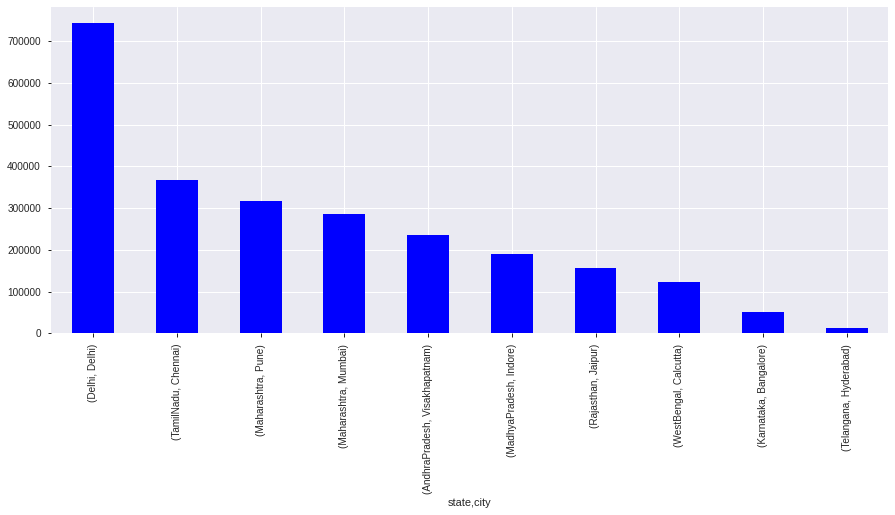 700000
600000
500000
400000
300000
200000
100000
0
(Delhi, Delhi)
(TamilNadu, Chennai)
(Maharashtra, Pune)
(Maharashtra, Mumbai)
(AndhraPradesh, Visakhapatnam)
(MadhyaPradesh, Indore)
(Rajasthan, Jaipur)
(WestBengal, Calcutta)
(Karnataka, Bangalore)
(Telangana, Hyderabad)
state,city